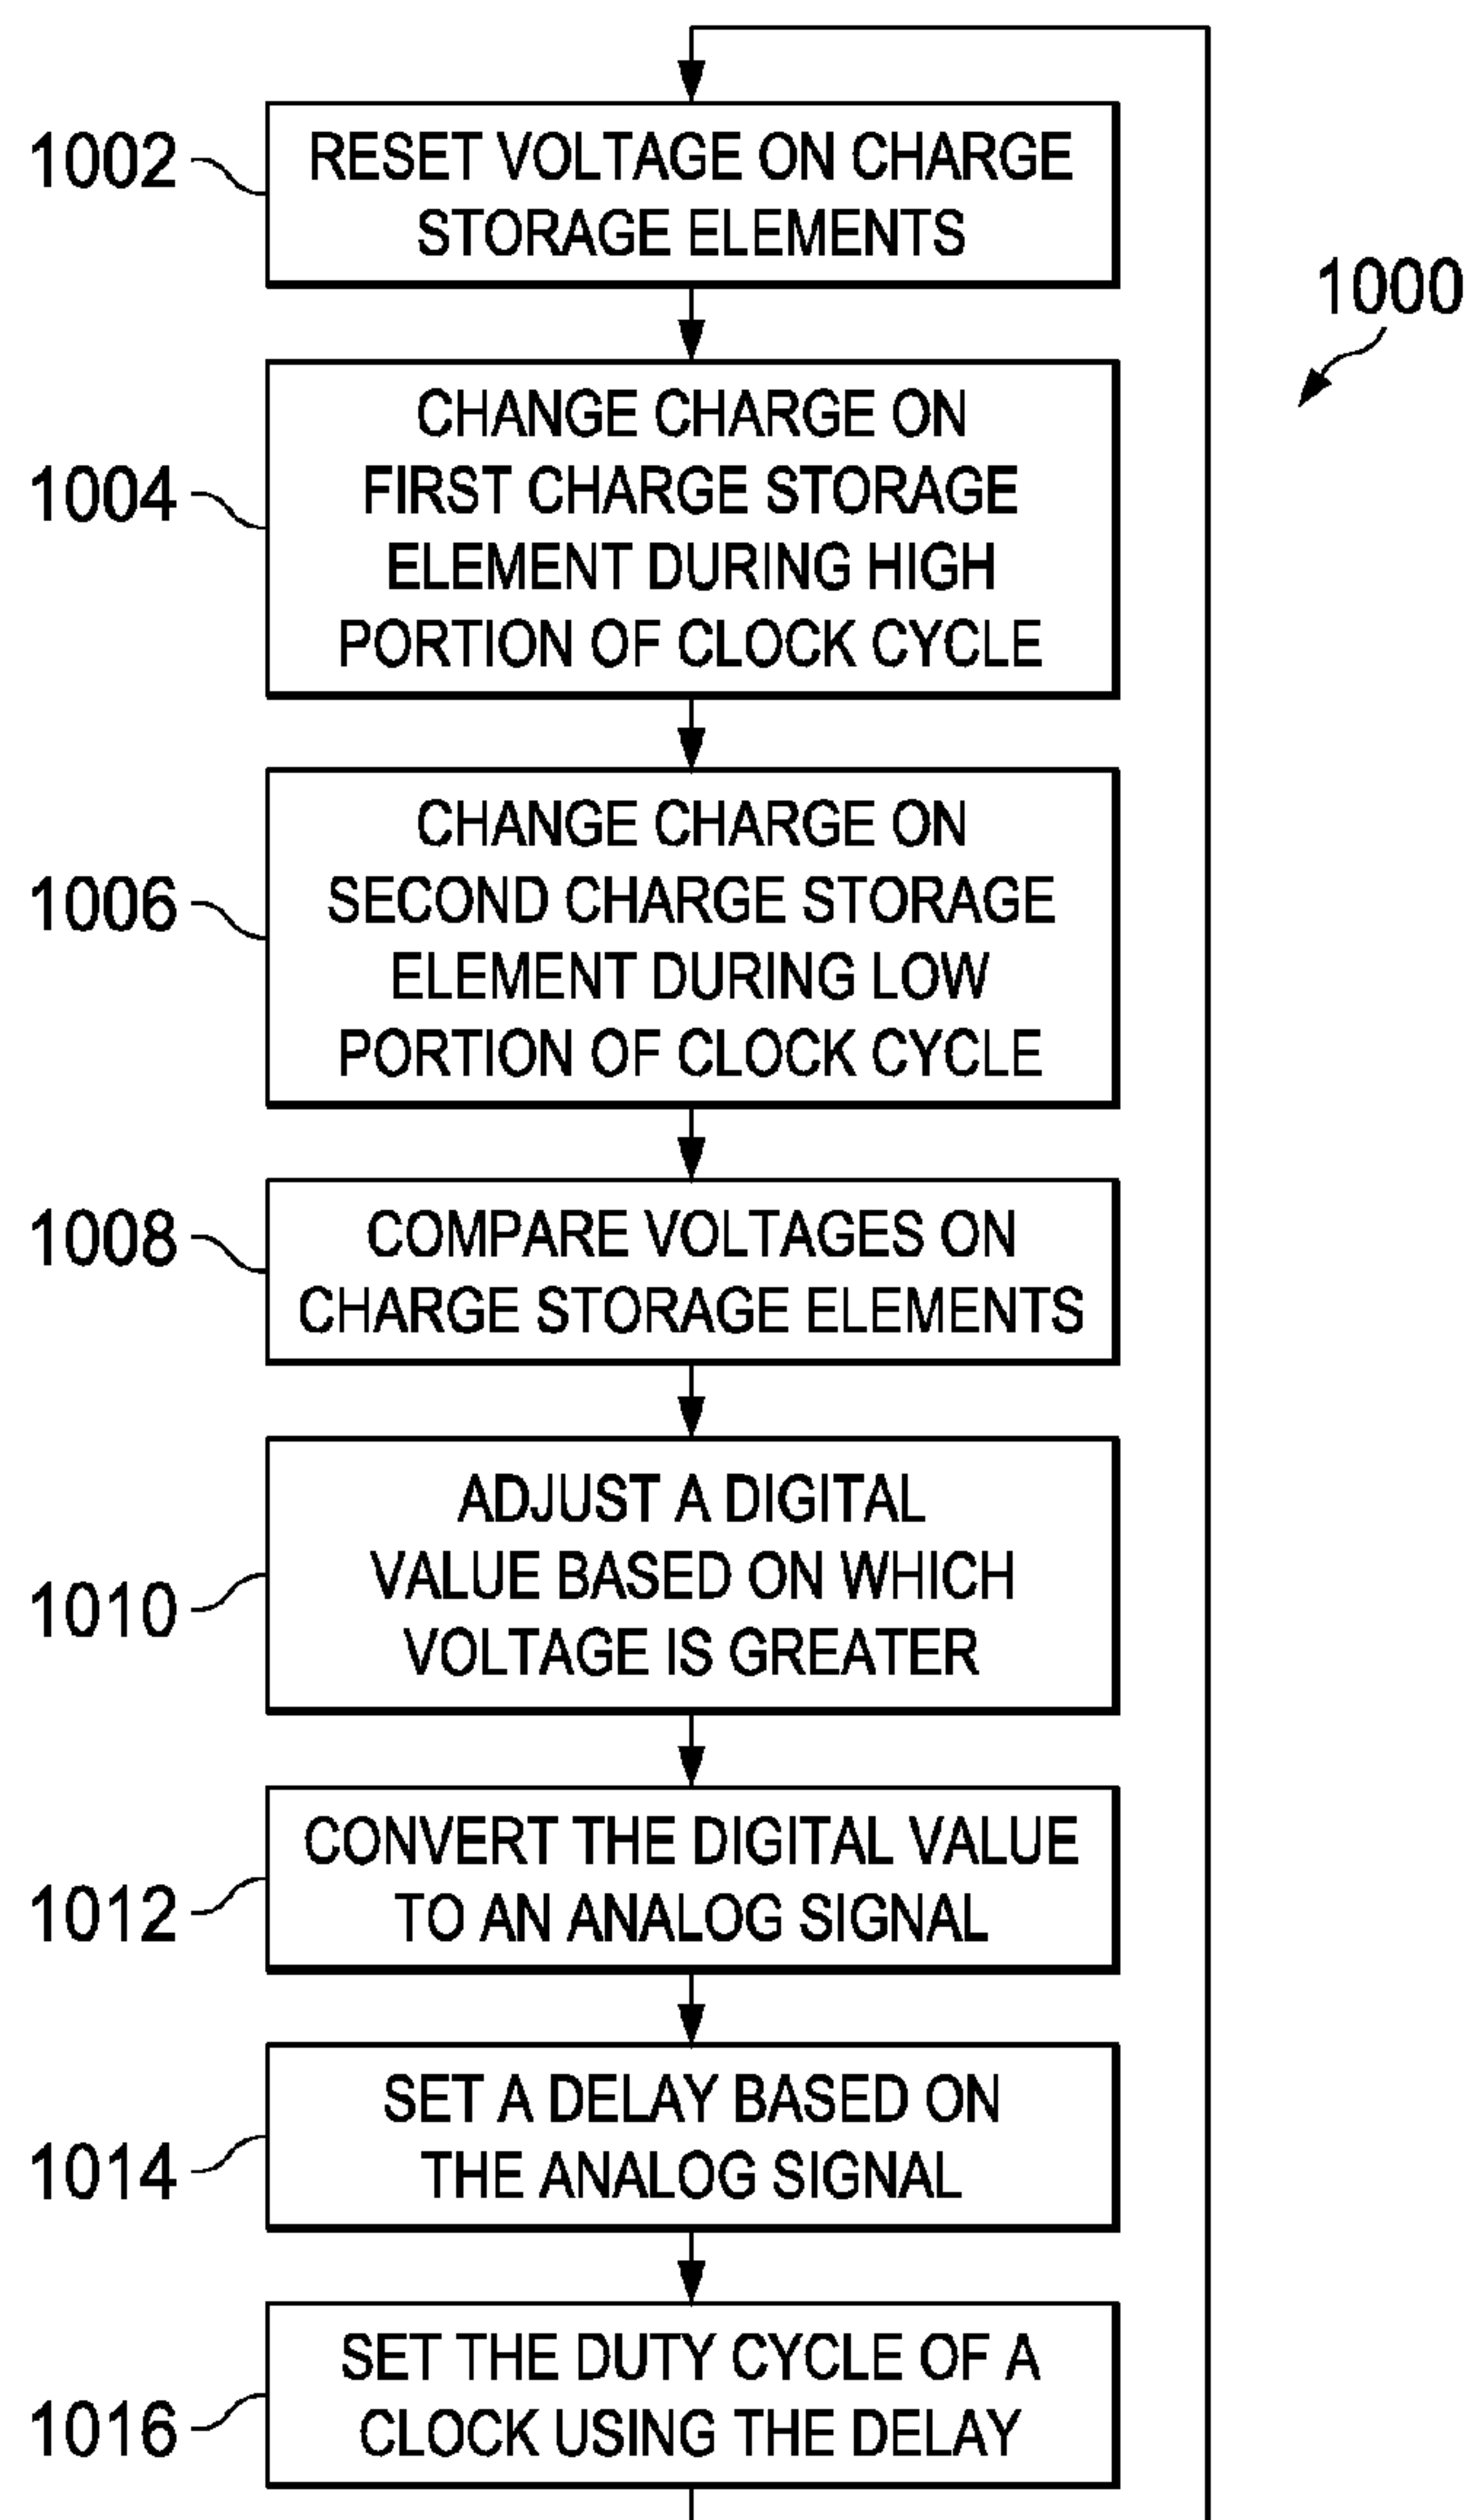 1002
RESET VOLTAGE ON CHARGE
STORAGE ELEMENTS
1000
1004
CHANGE CHARGE ON
FIRST CHARGE STORAGE
ELEMENT DURING HIGH
PORTION OF CLOCK CYCLE
1006
CHANGE CHARGE ON
SECOND CHARGE STORAGE
ELEMENT DURING LOW
PORTION OF CLOCK CYCLE
1008
COMPARE VOLTAGES ON
CHARGE STORAGE ELEMENTS
1010
ADJUST A DIGITAL
VALUE BASED ON WHICH
VOLTAGE IS GREATER
1012
CONVERT THE DIGITAL VALUE
TO AN ANALOG SIGNAL
1014
SET A DELAY BASED ON
THE ANALOG SIGNAL
1016
SET THE DUTY CYCLE OF A
CLOCK USING THE DELAY